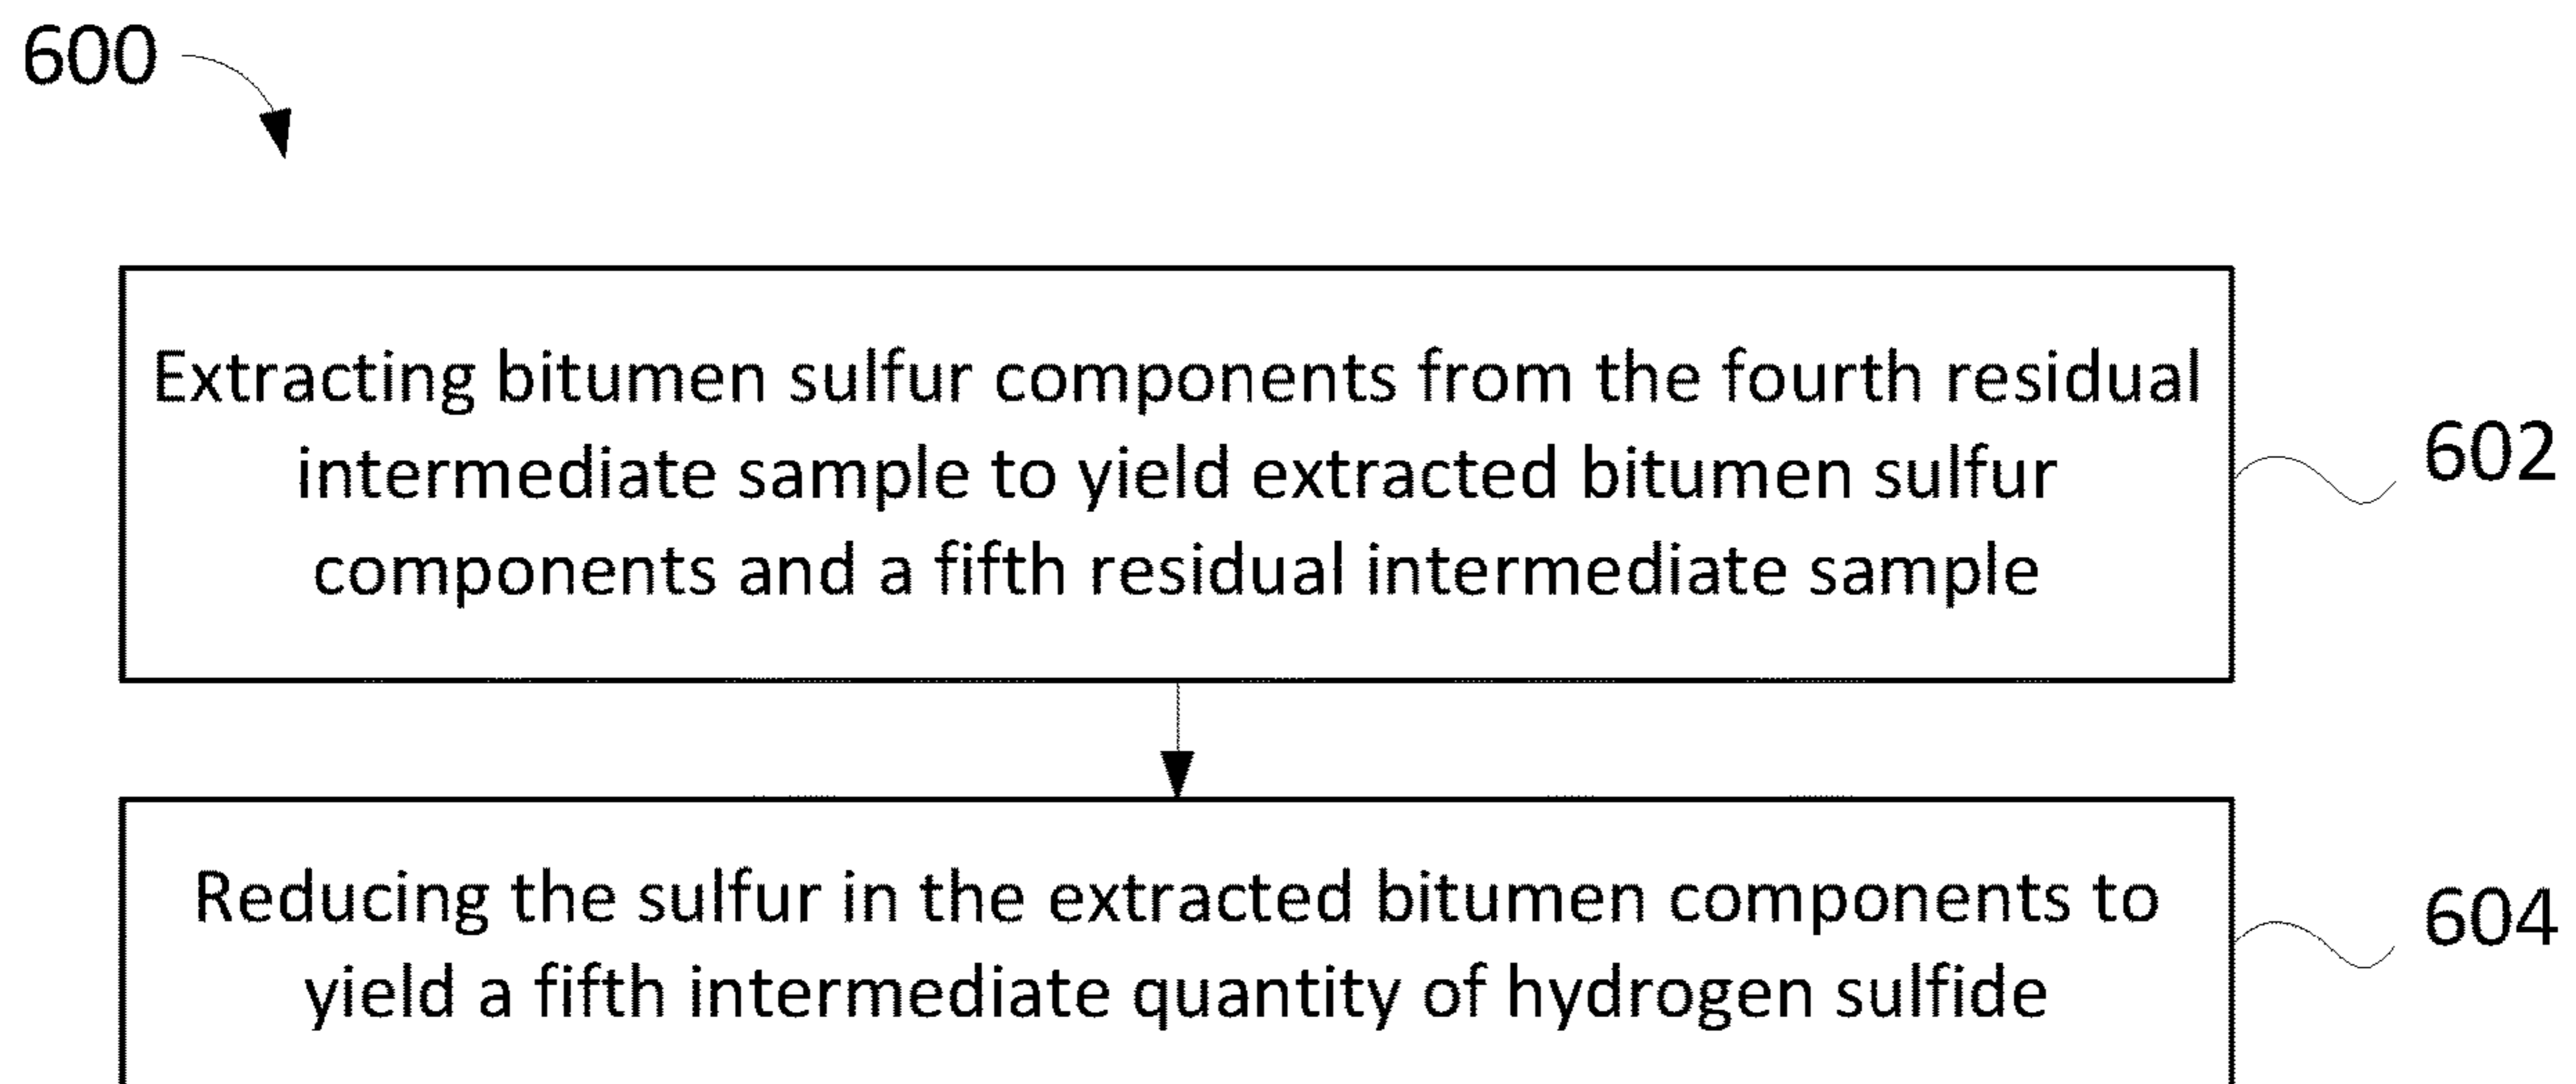 600
Extracting bitumen sulfur components from the fourth residual
intermediate sample to yield extracted bitumen sulfur
components and a fifth residual intermediate sample
602
Reducing the sulfur in the extracted bitumen components to
yield a fifth intermediate quantity of hydrogen sulfide
604